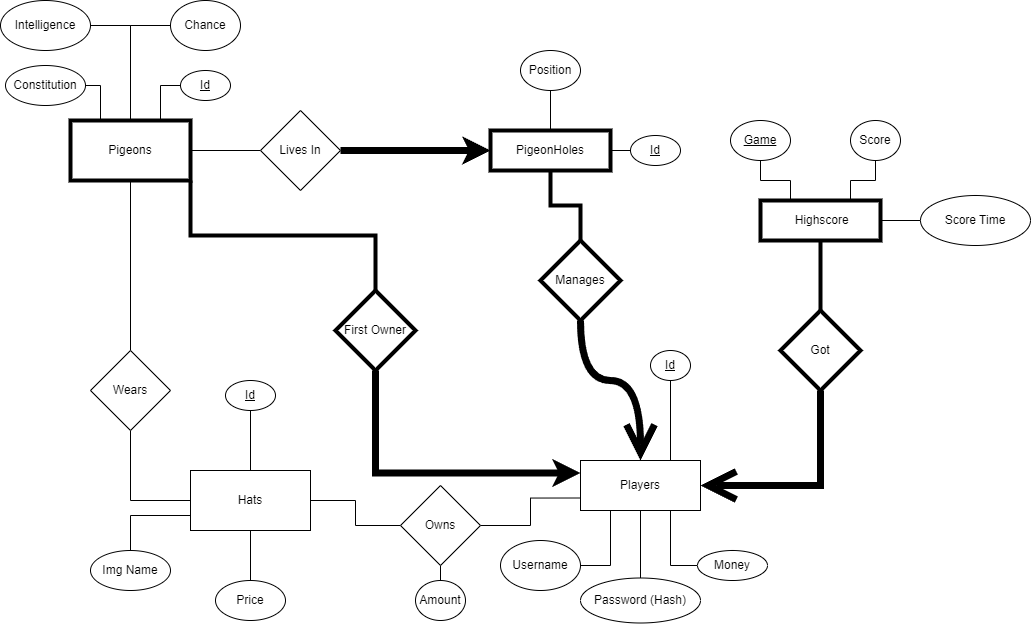 Intelligence
Chance
Constitution
Id
Position
Pigeons
Lives In
PigeonHoles
Id
Game
Score
Highscore
Score Time
Manages
First Owner
Got
Wears
Id
Id
Hats
Players
Owns
Img Name
Price
Amount
Username
Password (Hash)
Money